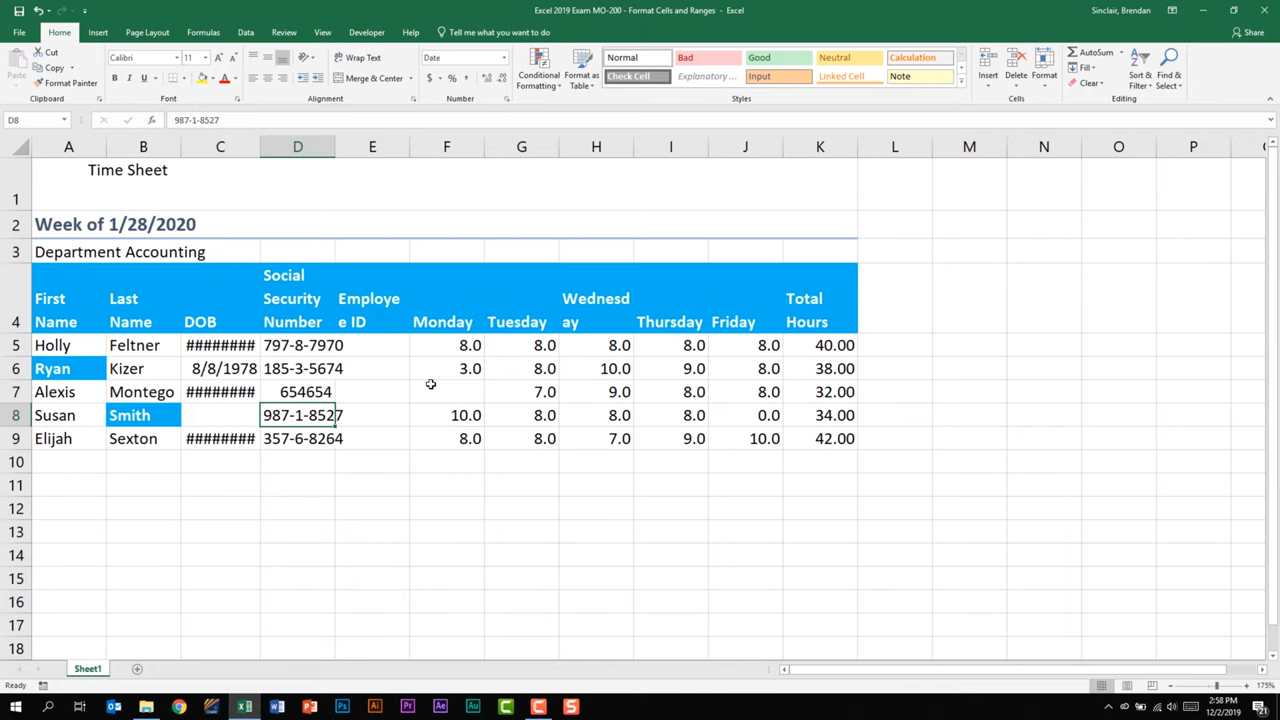 Excel 2019 Exam MO-200 - Format Cells and Ranges - Excel
Sinclair, Brendan
File Home Insert Page Layout Formulas Data Review View Developer Help Tell me what you want to do Share
Paste Cut Copy Format Painter Clipboard
Calibri 11 B I U A A A Font
Wrap Text Merge & Center Alignment
Date $ % , Number
Conditional Formatting Format as Table
Normal Bad Good Neutral Calculation
Check Cell Explanatory ... Input Linked Cell Note
Styles
Insert Delete Format Cells
AutoSum Fill Clear Sort & Filter Find & Select Editing
D8 fx 987-1-8527
A B C D E F G H I J K L M N O P
1 Time Sheet
2 Week of 1/28/2020
3 Department Accounting
4 First Name Last Name DOB Social Security Number Employe e ID Monday Tuesday Wednesd ay Thursday Friday Total Hours
5 Holly Feltner ######## 797-8-7970 8.0 8.0 8.0 8.0 8.0 40.00
6 Ryan Kizer 8/8/1978 185-3-5674 3.0 8.0 10.0 9.0 8.0 38.00
7 Alexis Montego ######## 654654 7.0 9.0 8.0 8.0 32.00
8 Susan Smith 987-1-8527 10.0 8.0 8.0 8.0 0.0 34.00
9 Elijah Sexton ######## 357-6-8264 8.0 8.0 7.0 9.0 10.0 42.00
10
11
12
13
14
15
16
17
18
Sheet1
Ready
175%
2:58 PM
12/2/2019
21